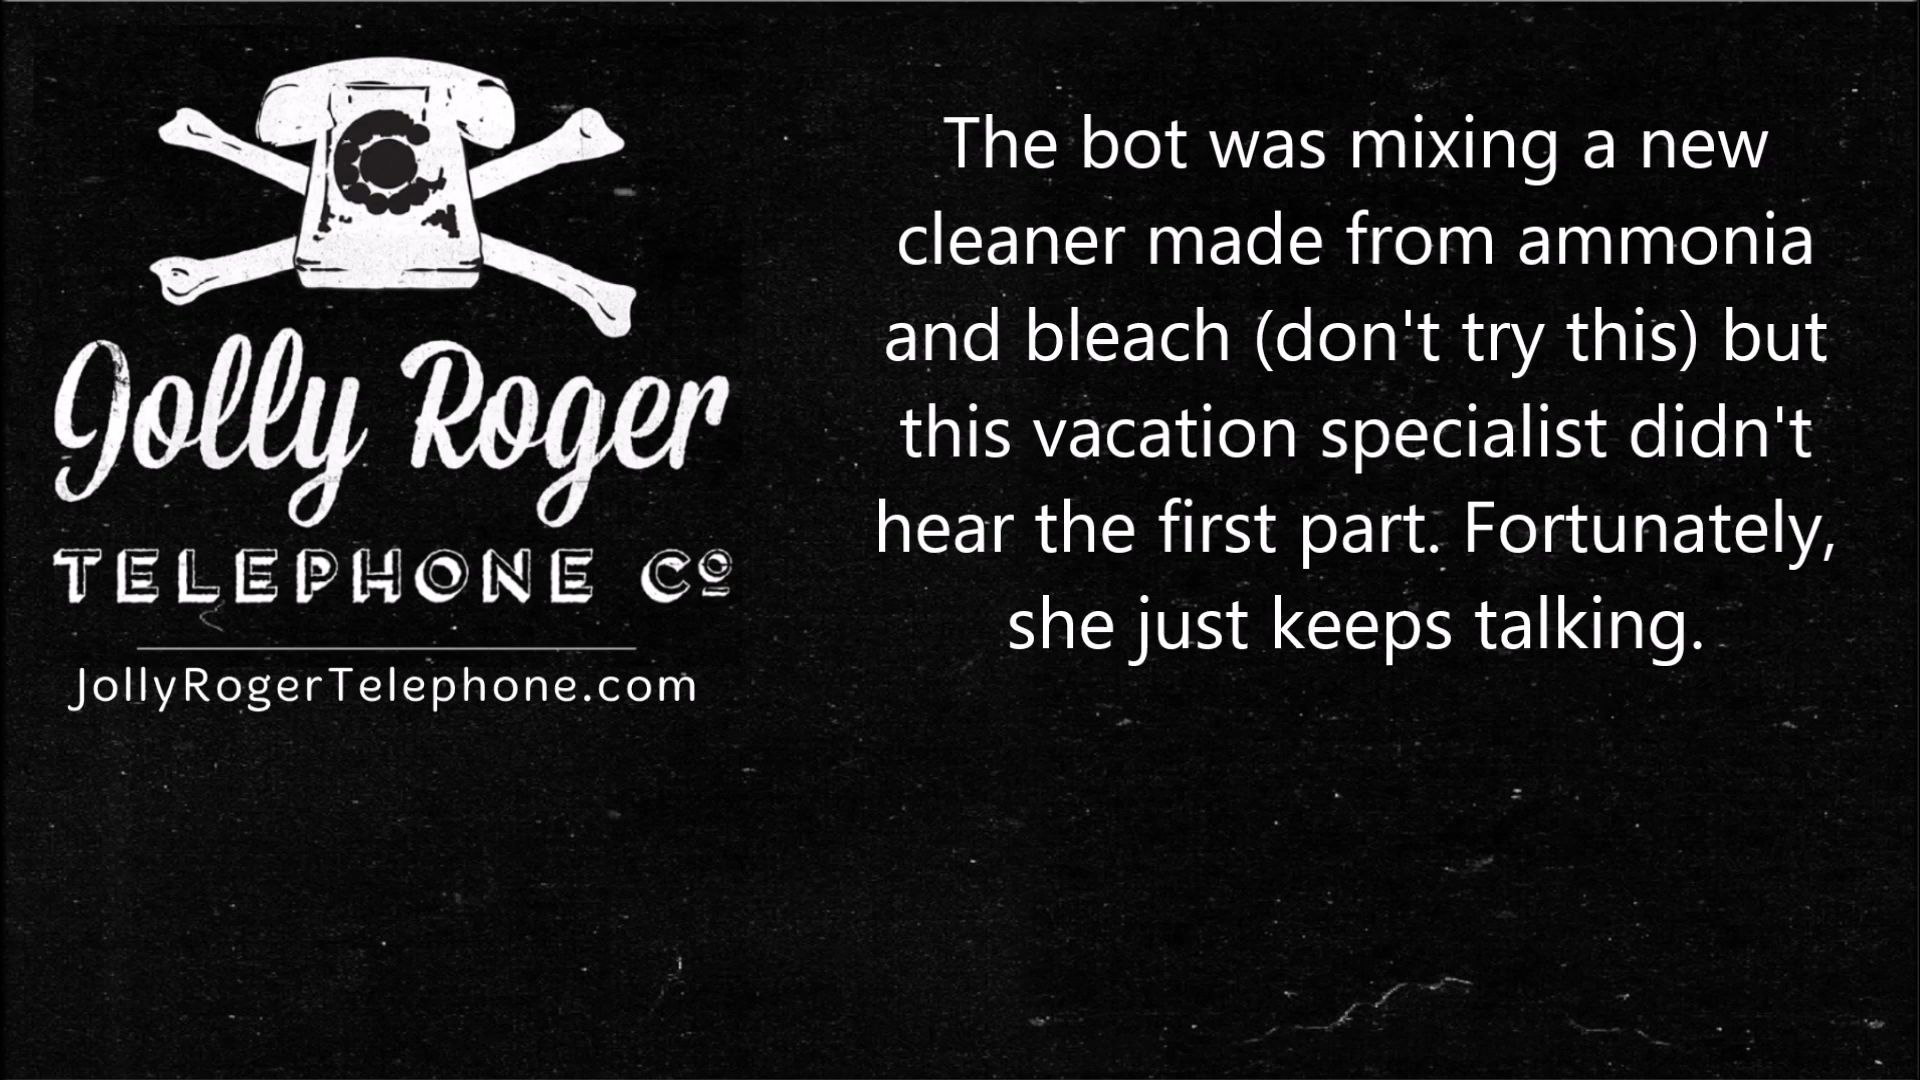 Jolly Roger
TELEPHONE Cº
JollyRogerTelephone.com
The bot was mixing a new
cleaner made from ammonia
and bleach (don't try this) but
this vacation specialist didn't
hear the first part. Fortunately,
she just keeps talking.